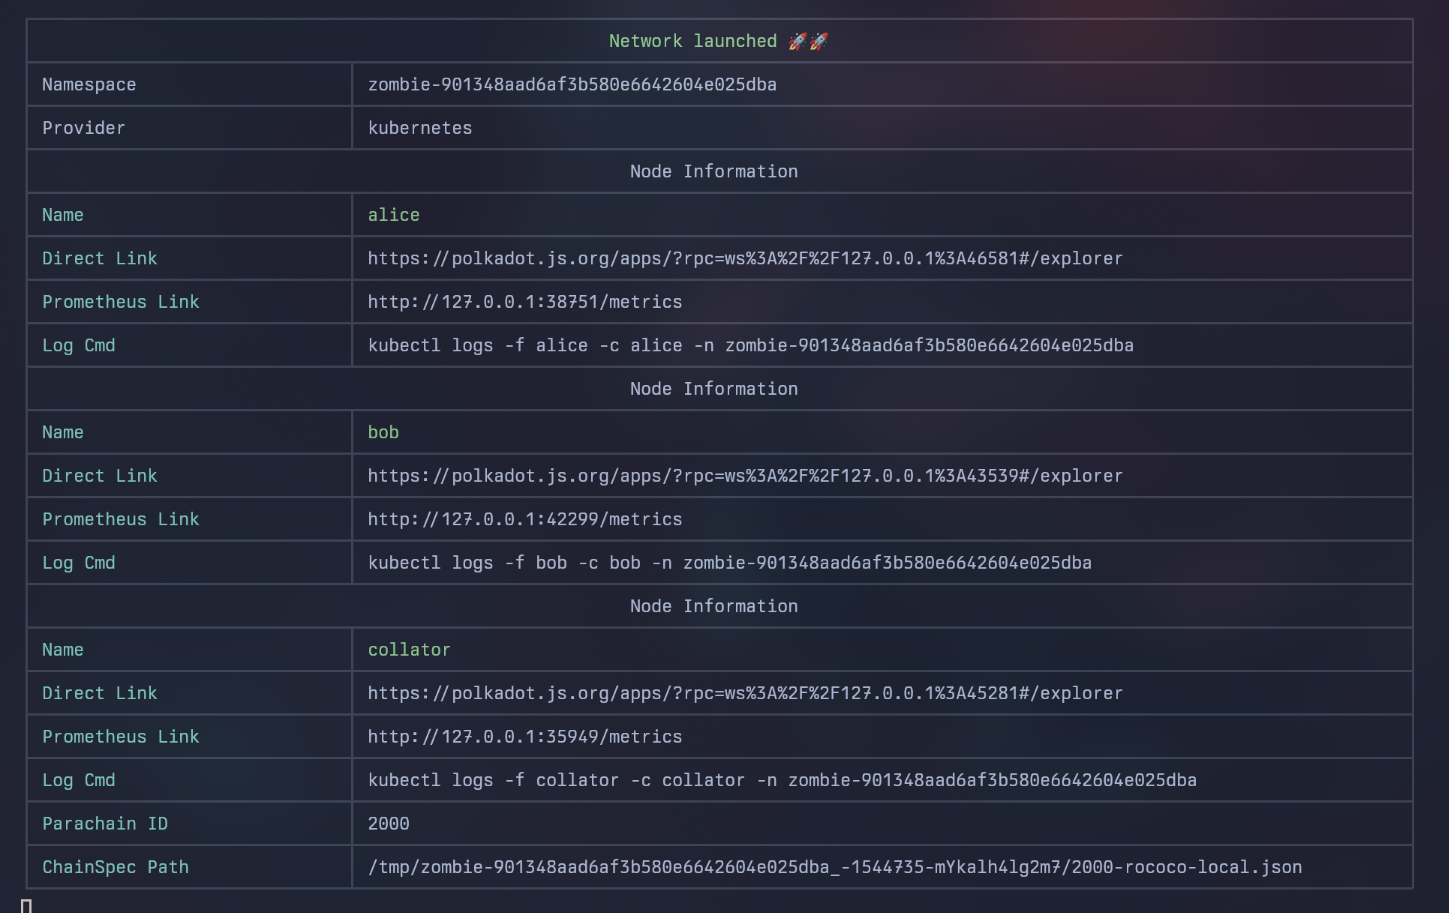 Network launched 🚀🚀
Namespace zombie-901348aad6af3b580e6642604e025dba
Provider kubernetes
Node Information
Name alice
Direct Link https://polkadot.js.org/apps/?rpc=ws%3A%2F%2F127.0.0.1%3A46581#/explorer
Prometheus Link http://127.0.0.1:38751/metrics
Log Cmd kubectl logs -f alice -c alice -n zombie-901348aad6af3b580e6642604e025dba
Node Information
Name bob
Direct Link https://polkadot.js.org/apps/?rpc=ws%3A%2F%2F127.0.0.1%3A43539#/explorer
Prometheus Link http://127.0.0.1:42299/metrics
Log Cmd kubectl logs -f bob -c bob -n zombie-901348aad6af3b580e6642604e025dba
Node Information
Name collator
Direct Link https://polkadot.js.org/apps/?rpc=ws%3A%2F%2F127.0.0.1%3A45281#/explorer
Prometheus Link http://127.0.0.1:35949/metrics
Log Cmd kubectl logs -f collator -c collator -n zombie-901348aad6af3b580e6642604e025dba
Parachain ID 2000
ChainSpec Path /tmp/zombie-901348aad6af3b580e6642604e025dba_-1544735-mYkalh4lg2m7/2000-rococo-local.json